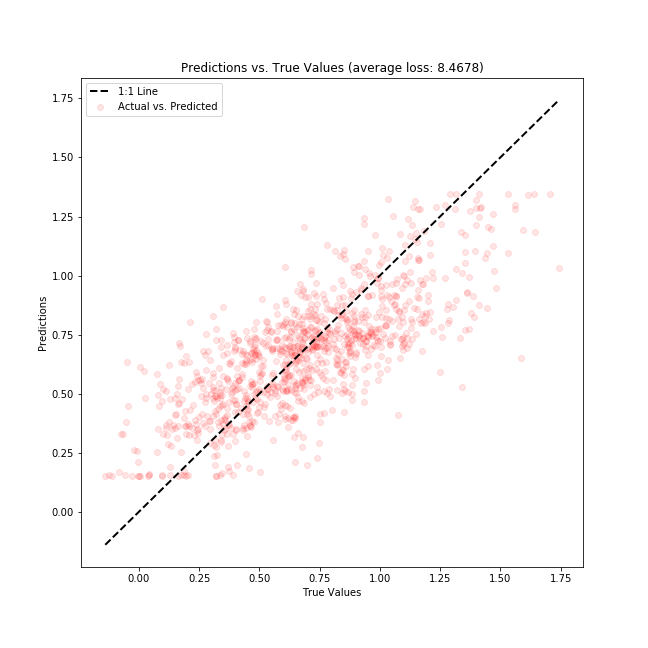 Predictions vs. True Values (average loss: 8.4678)
1:1 Line
Actual vs. Predicted
1.75
1.50
1.25
1.00
0.75
0.50
0.25
0.00
Predictions
0.00 0.25 0.50 0.75 1.00 1.25 1.50 1.75
True Values